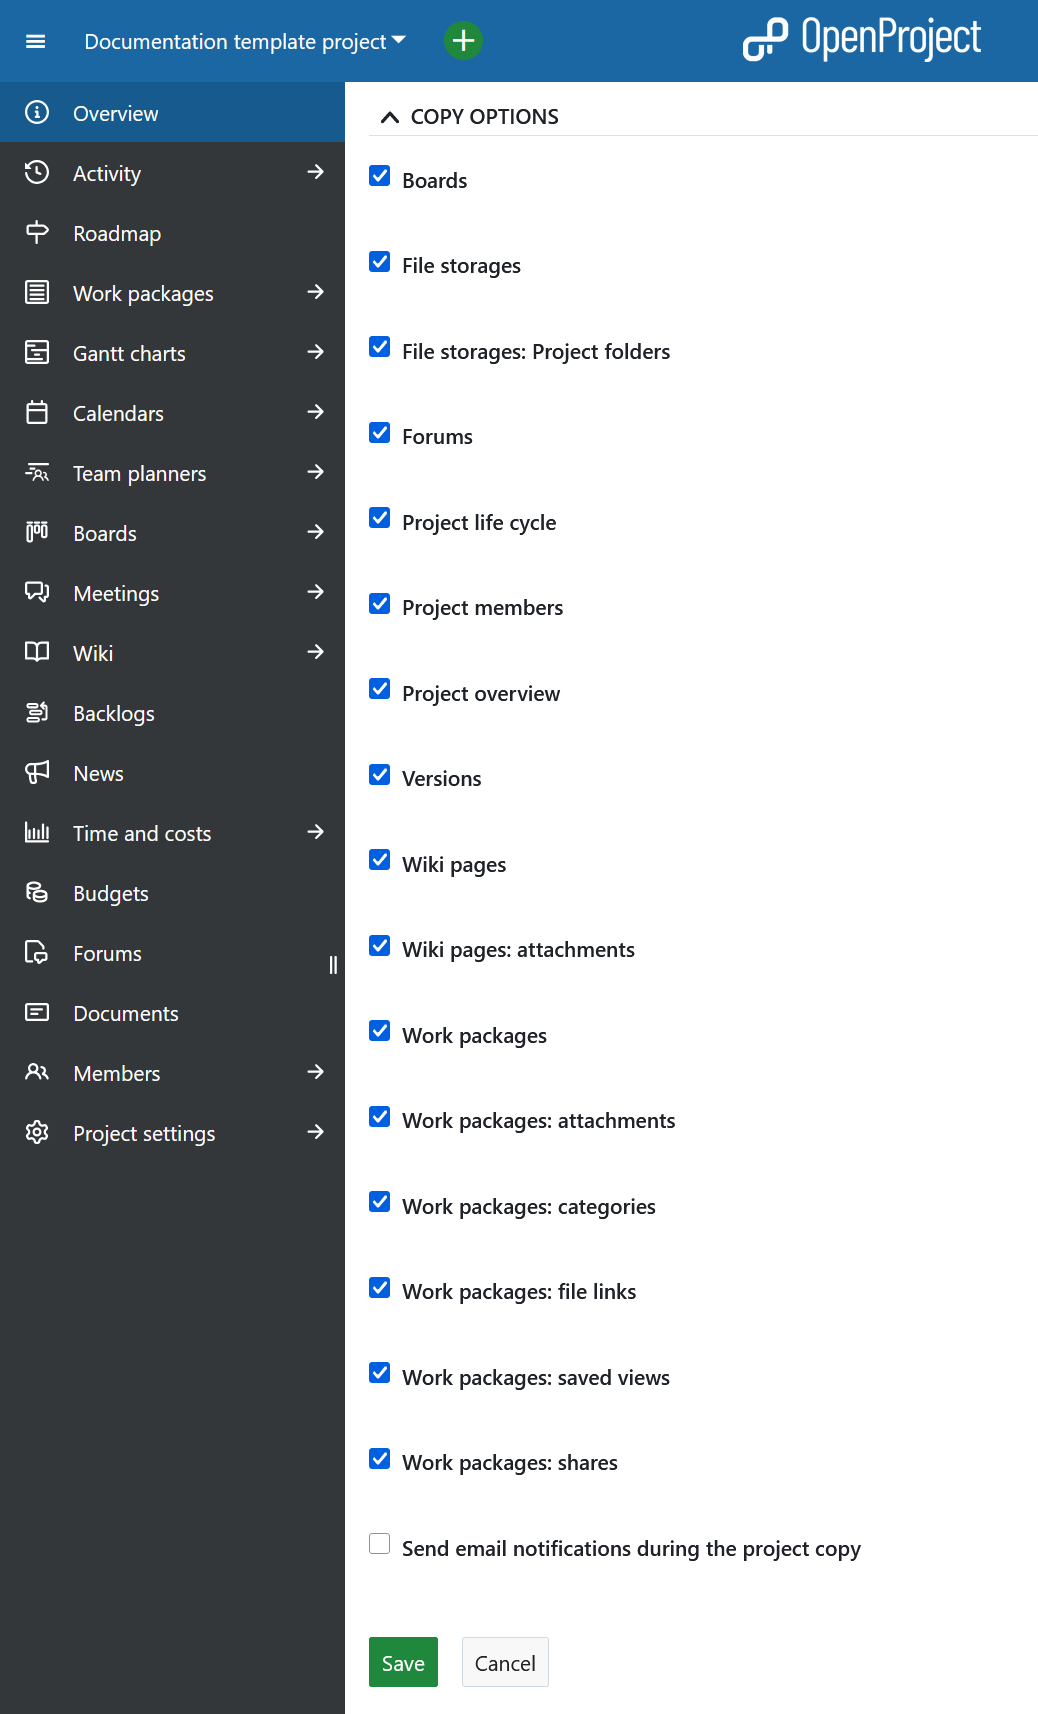 Documentation template project
OpenProject
Overview
Activity
Roadmap
Work packages
Gantt charts
Calendars
Team planners
Boards
Meetings
Wiki
Backlogs
News
Time and costs
Budgets
Forums
Documents
Members
Project settings
COPY OPTIONS
Boards
File storages
File storages: Project folders
Forums
Project life cycle
Project members
Project overview
Versions
Wiki pages
Wiki pages: attachments
Work packages
Work packages: attachments
Work packages: categories
Work packages: file links
Work packages: saved views
Work packages: shares
Send email notifications during the project copy
Save
Cancel